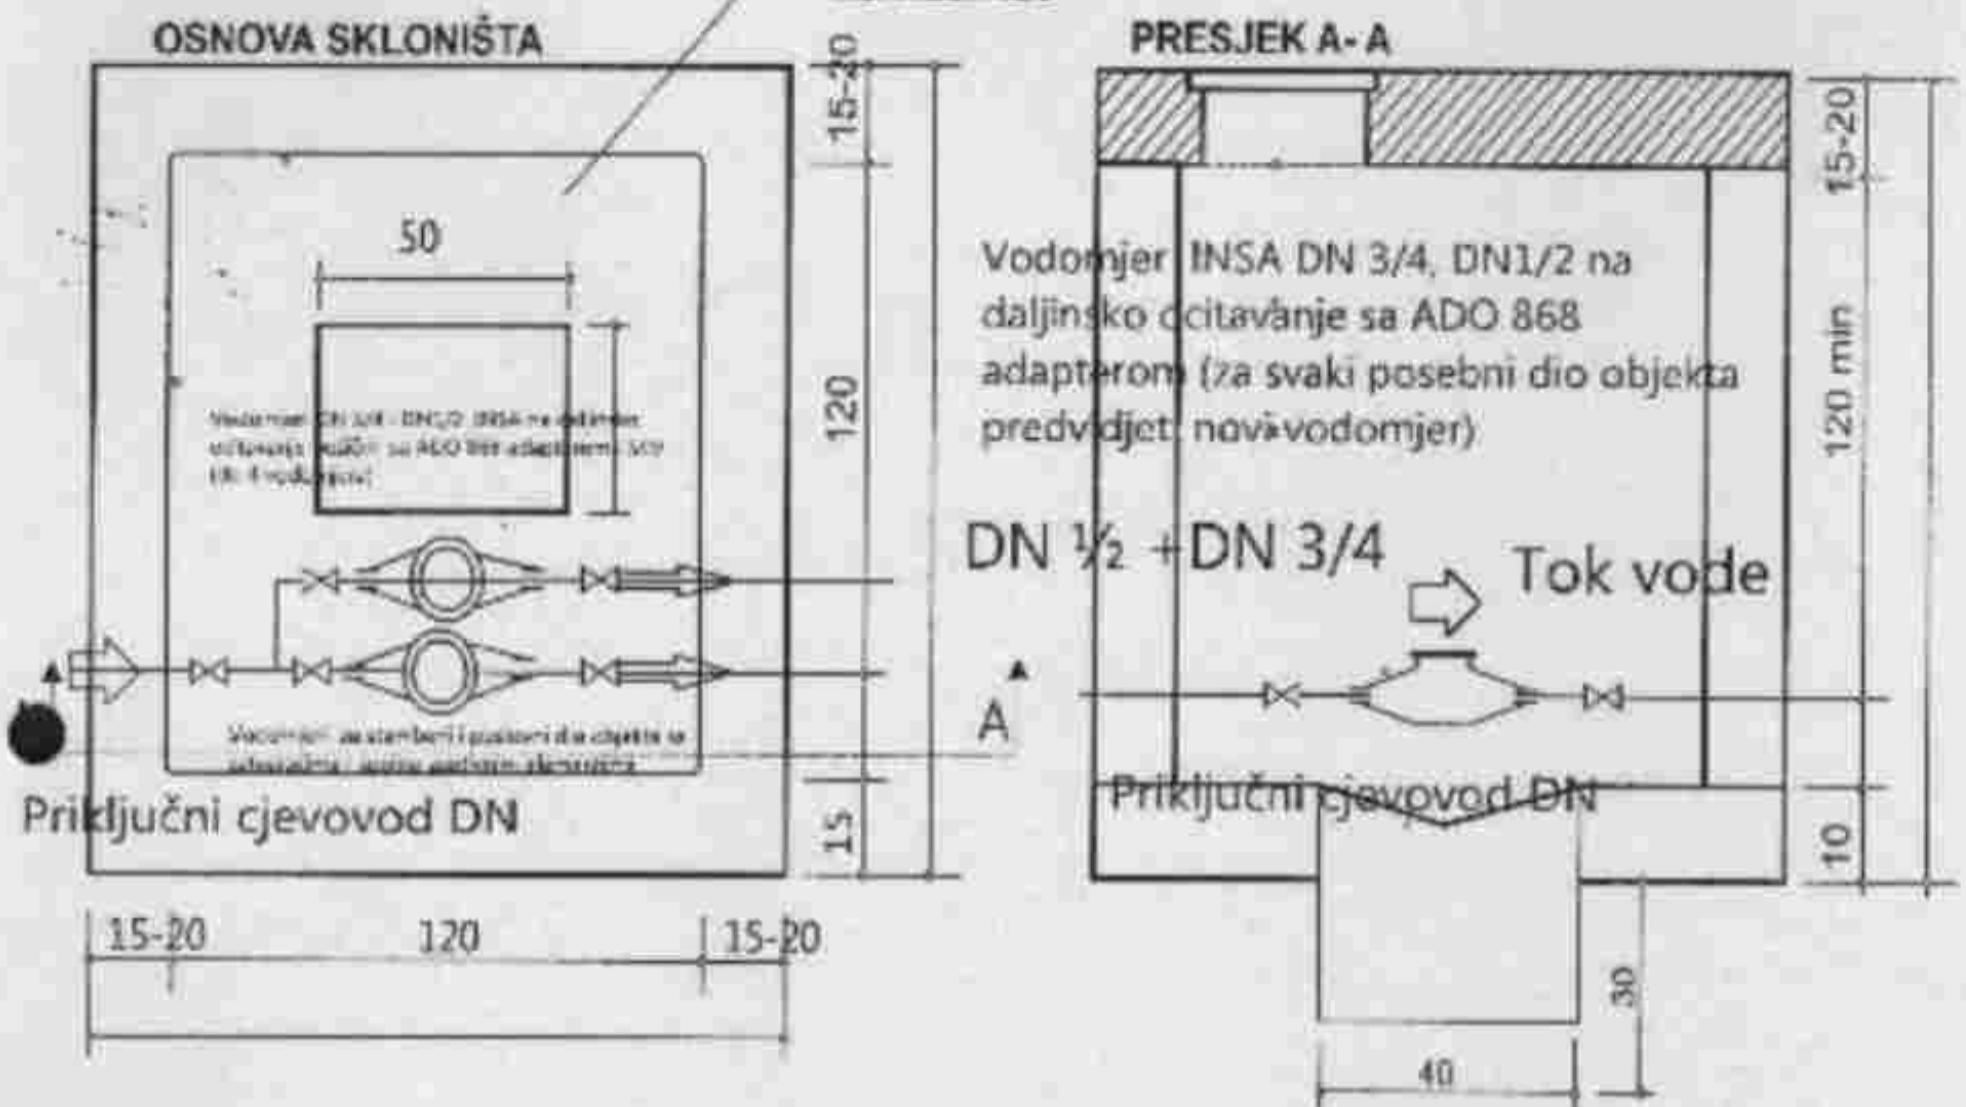 OSNOVA SKLONIŠTA
15-20
50
120
A
Priključni cjevovod DN
15
15-20 120 15-20
PRESJEK A- A
15-20
Vodomjer INSA DN 3/4, DN1/2 na
daljinsko ocitavanje sa ADO 868
adapterom (za svaki posebni dio objekta
predvidjeti novi vodomjer)
120 min
DN ½ + DN 3/4
Tok vode
Priključni cjevovod DN
10
30
40